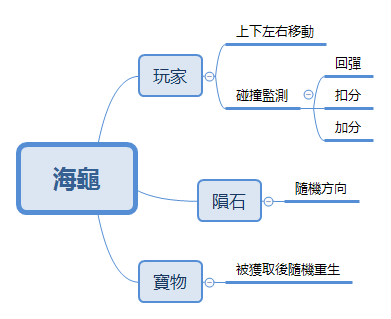 海龜
玩家
上下左右移動
碰撞監測
回彈
扣分
加分
隕石
隨機方向
寶物
被獲取後隨機重生